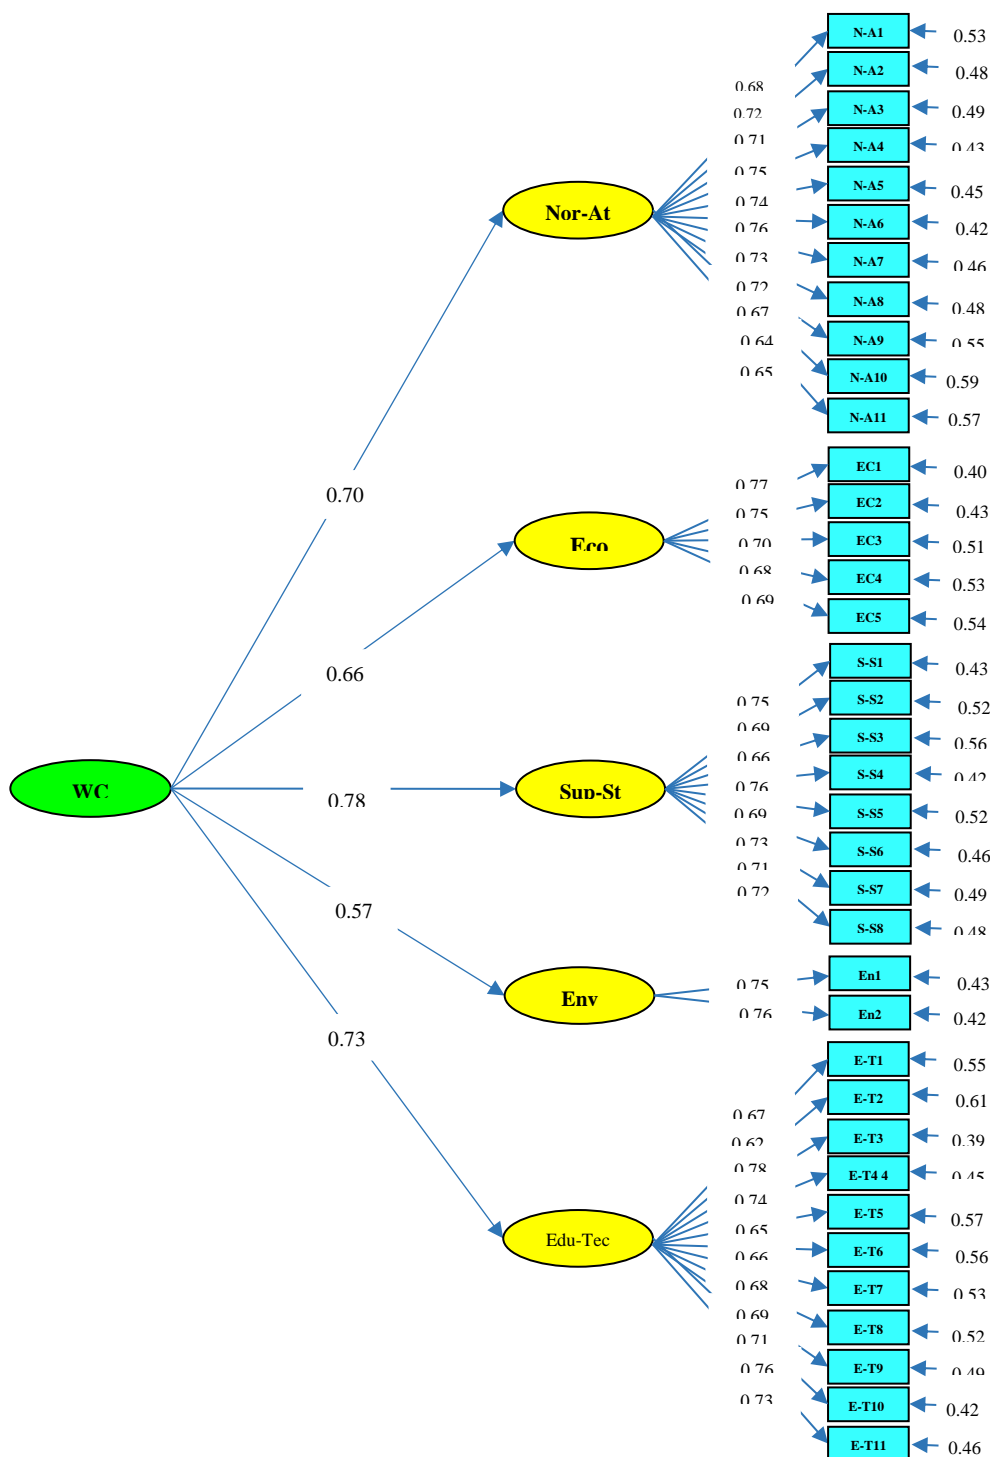 N-A1
0.53
N-A2
0.48
0.68
N-A3
0.49
0.72
0.71
N-A4
0.43
0.75
N-A5
0.45
0.74
Nor-At
N-A6
0.42
0.76
0.73
N-A7
0.46
0.72
N-A8
0.48
0.67
0.64
N-A9
0.55
0.65
N-A10
0.59
N-A11
0.57
EC1
0.40
0.77
0.70
EC2
0.43
0.75
Eco
0.70
EC3
0.51
0.68
EC4
0.53
0.69
EC5
0.54
S-S1
0.43
0.66
0.75
S-S2
0.52
0.69
S-S3
0.56
0.66
S-S4
0.42
0.76
WC
0.78
Sup-St
0.69
S-S5
0.52
0.73
S-S6
0.46
0.71
0.72
S-S7
0.49
0.57
S-S8
0.48
En1
0.43
0.75
Env
0.76
En2
0.42
0.73
E-T1
0.55
E-T2
0.61
0.67
0.62
E-T3
0.39
0.78
E-T4 4
0.45
0.74
E-T5
0.57
0.65
Edu-Tec
0.66
E-T6
0.56
0.68
E-T7
0.53
0.69
E-T8
0.52
0.71
0.76
E-T9
0.49
0.73
E-T10
0.42
E-T11
0.46